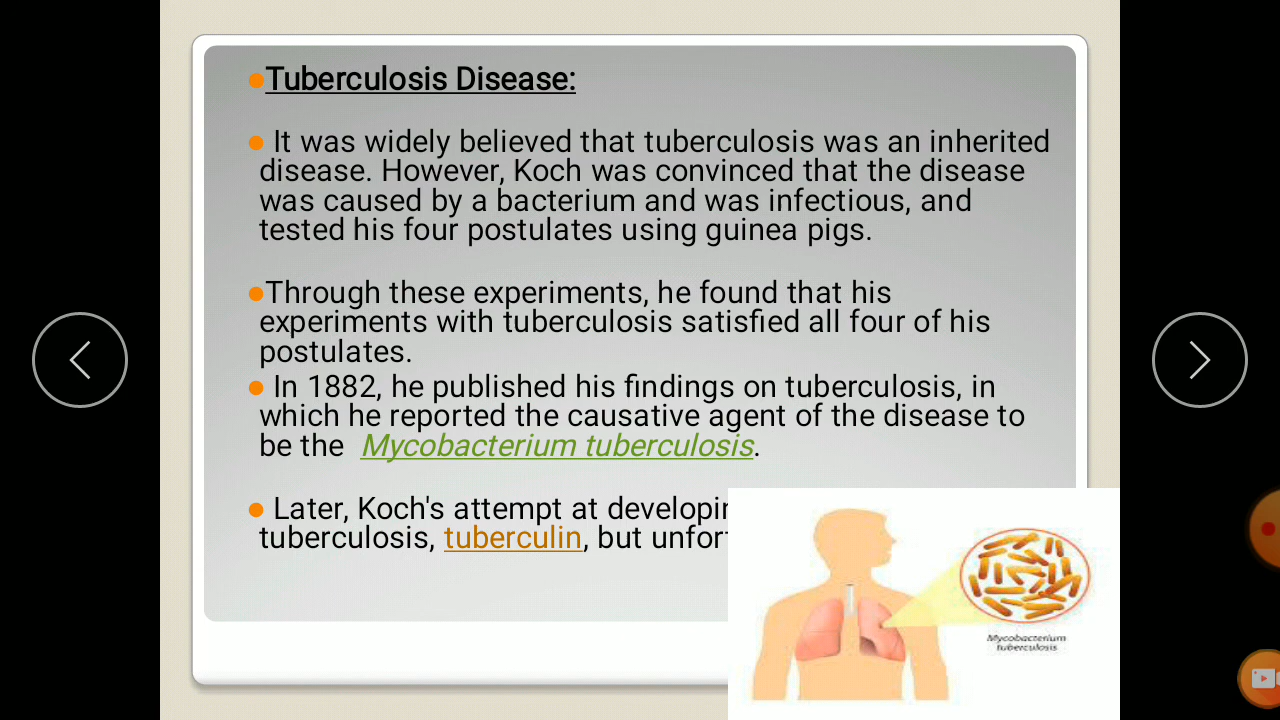 Tuberculosis Disease:
It was widely believed that tuberculosis was an inherited
disease. However, Koch was convinced that the disease
was caused by a bacterium and was infectious, and
tested his four postulates using guinea pigs.
Through these experiments, he found that his
experiments with tuberculosis satisfied all four of his
postulates.
In 1882, he published his findings on tuberculosis, in
which he reported the causative agent of the disease to
be the Mycobacterium tuberculosis.
Later, Koch's attempt at
tuberculosis, tuberculin, but
Mycobacterium
tuberculosis